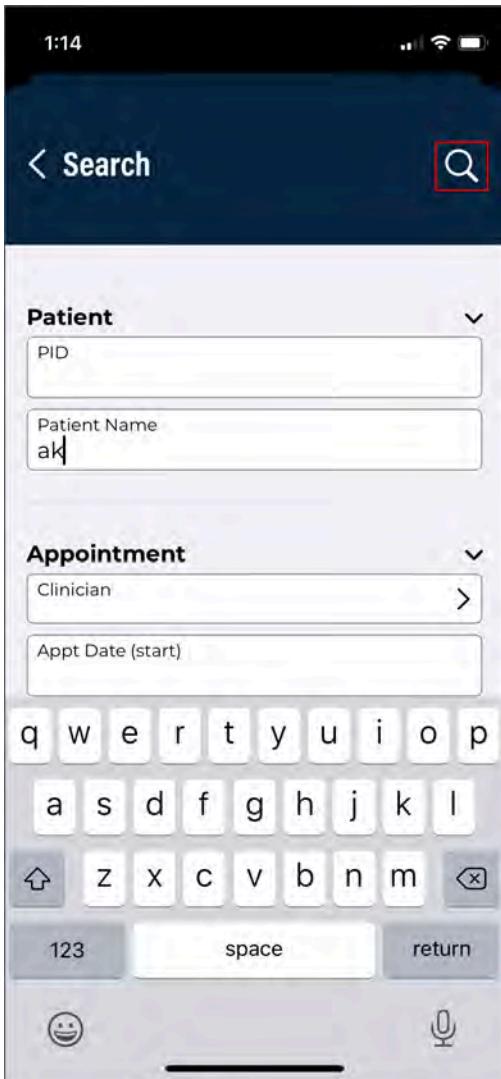 1:14
Search
Patient
PID
Patient Name
ak
Appointment
Clinician
Appt Date (start)
q w e r t y u i o p
a s d f g h j k l
z x c v b n m
123 space return